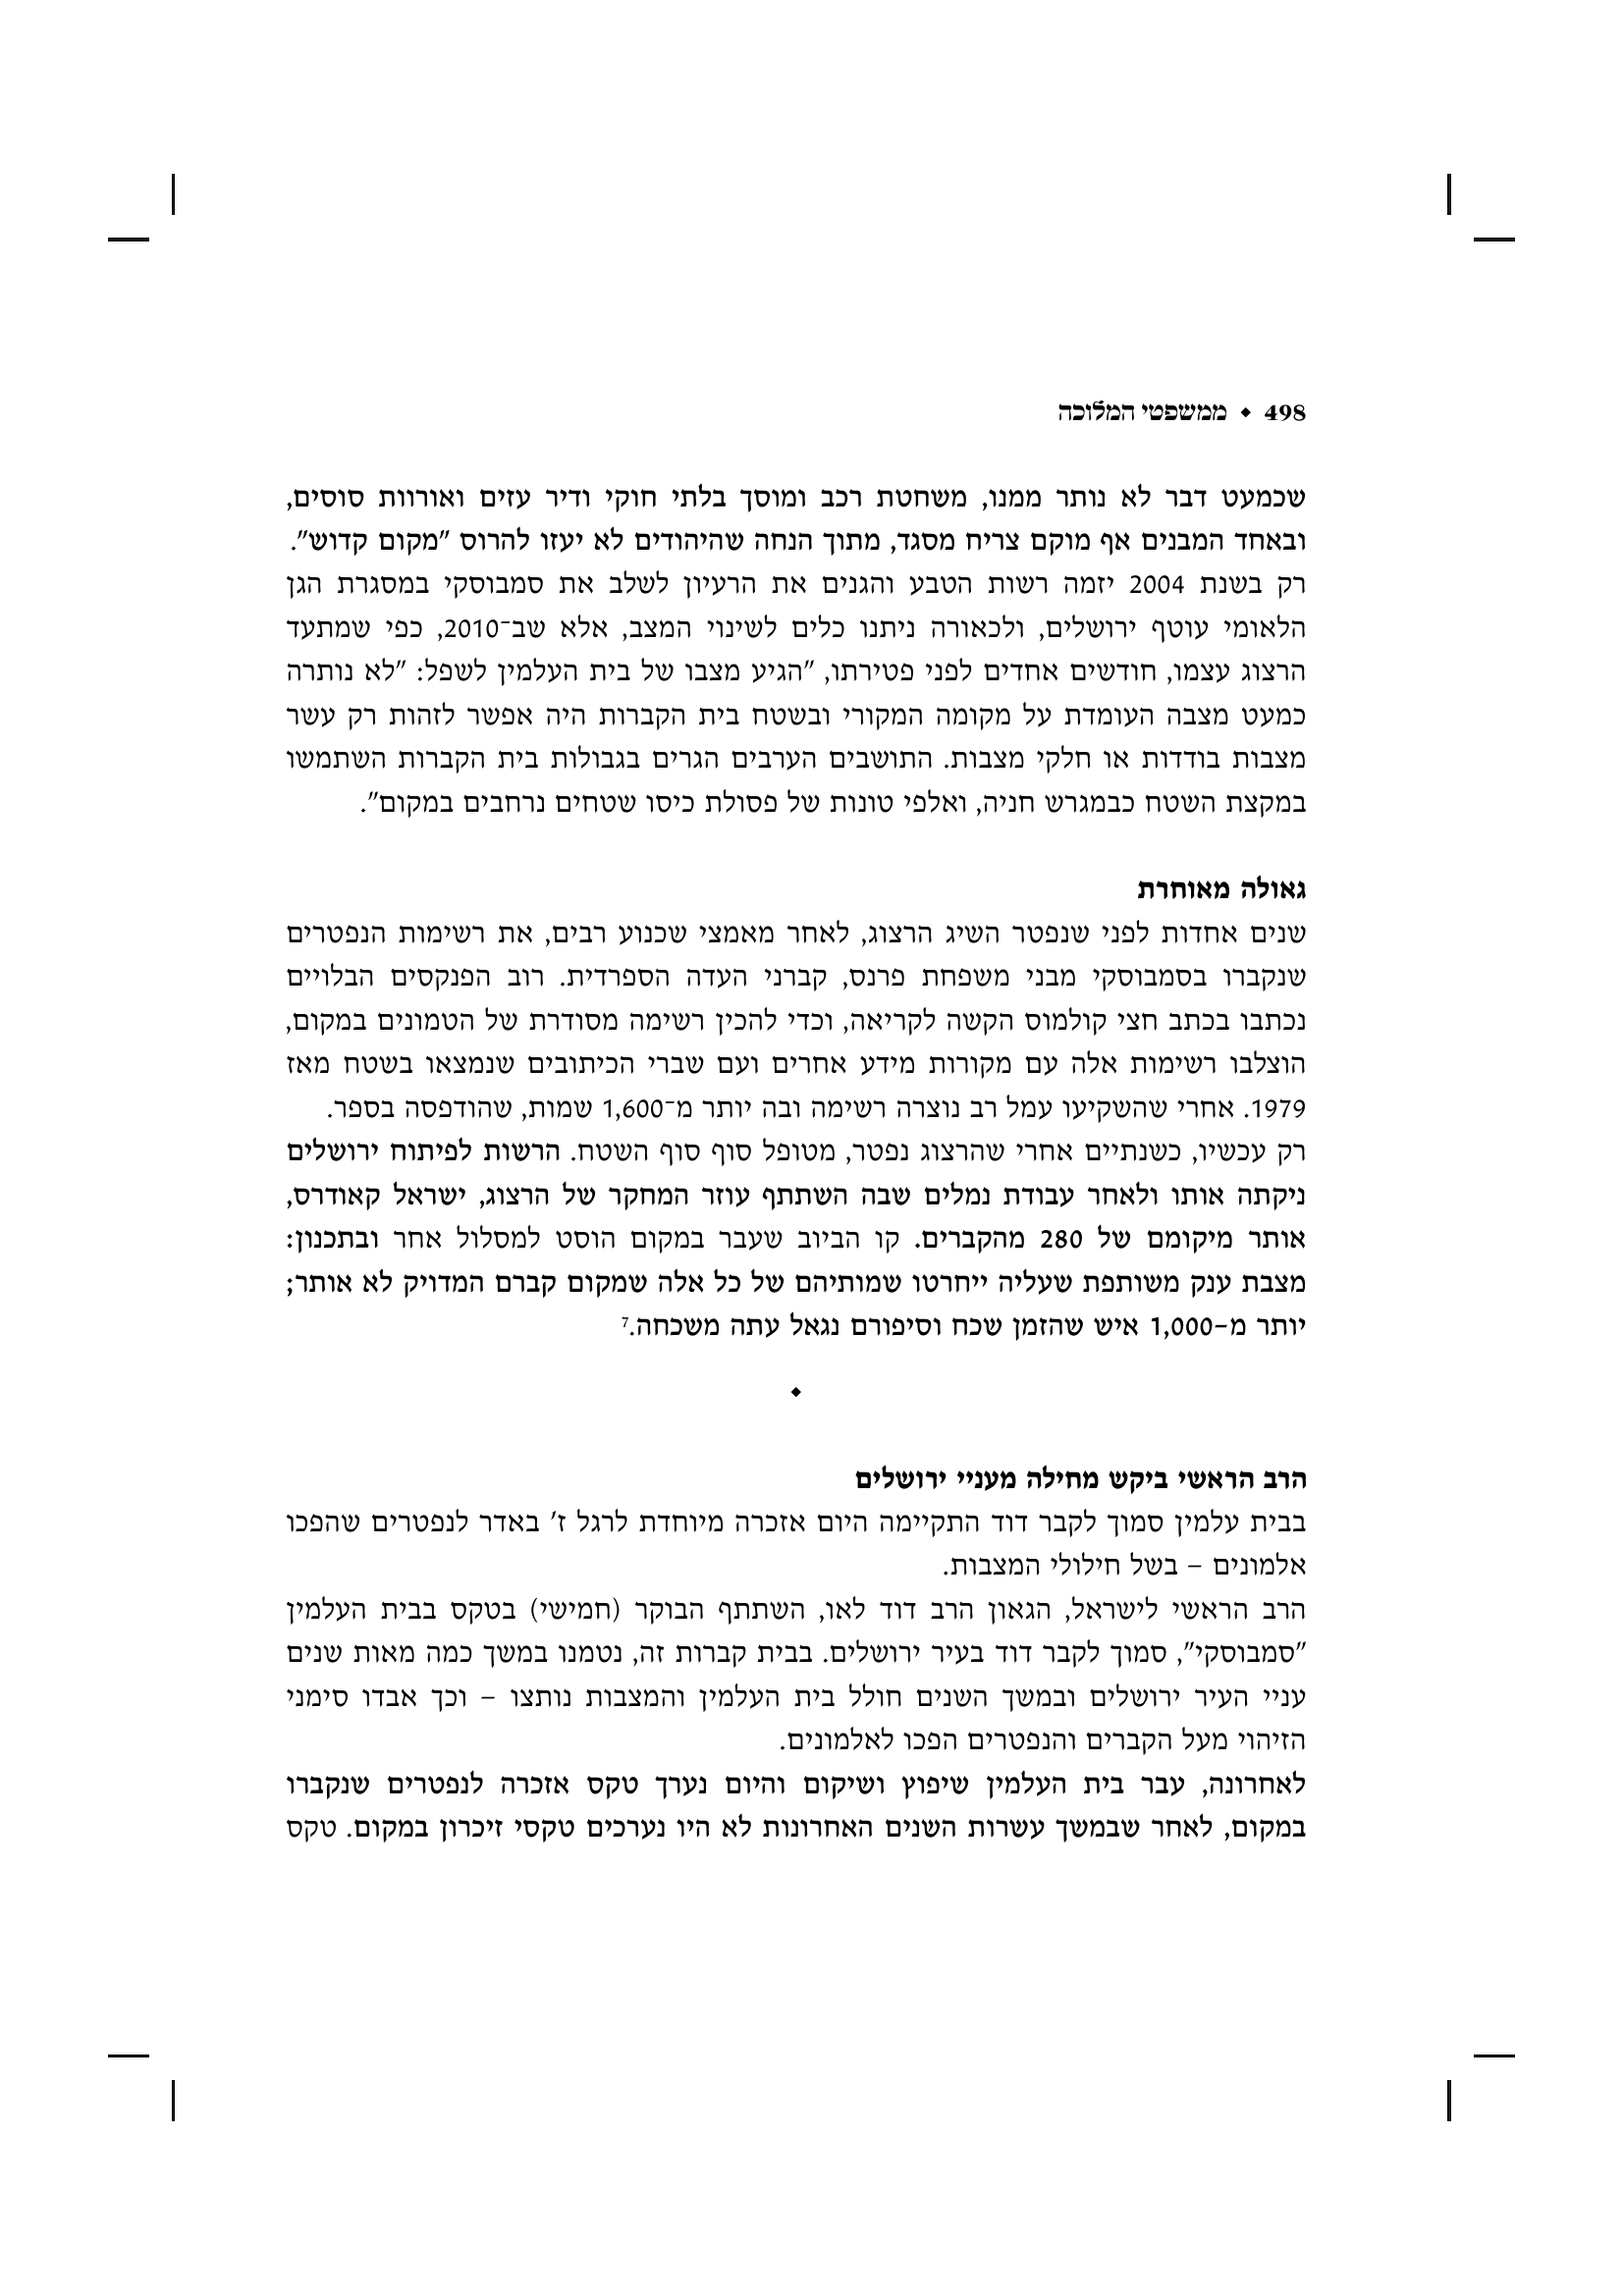 498 ◆ ממשפטי המלוכה
שכמעט דבר לא נותר ממנו, משחטת רכב ומוסך בלתי חוקי ודיר עזים ואורוות סוסים,
ובאחד המבנים אף מוקם צריח מסגד, מתוך הנחה שהיהודים לא יעזו להרוס "מקום קדוש".
רק בשנת 2004 יזמה רשות הטבע והגנים את הרעיון לשלב את סמבוסקי במסגרת הגן
הלאומי עוטף ירושלים, ולכאורה ניתנו כלים לשינוי המצב, אלא שב־2010, כפי שמתעד
הרצוג עצמו, חודשים אחדים לפני פטירתו, "הגיע מצבו של בית העלמין לשפל: "לא נותרה
כמעט מצבה העומדת על מקומה המקורי ובשטח בית הקברות היה אפשר לזהות רק עשר
מצבות בודדות או חלקי מצבות. התושבים הערבים הגרים בגבולות בית הקברות השתמשו
במקצת השטח כבמגרש חניה, ואלפי טונות של פסולת כיסו שטחים נרחבים במקום".
גאולה מאוחרת
שנים אחדות לפני שנפטר השיג הרצוג, לאחר מאמצי שכנוע רבים, את רשימות הנפטרים
שנקברו בסמבוסקי מבני משפחת פרנס, קברני העדה הספרדית. רוב הפנקסים הבלויים
נכתבו בכתב חצי קולמוס הקשה לקריאה, וכדי להכין רשימה מסודרת של הטמונים במקום,
הוצלבו רשימות אלה עם מקורות מידע אחרים ועם שברי הכיתובים שנמצאו בשטח מאז
1979. אחרי שהשקיעו עמל רב נוצרה רשימה ובה יותר מ־1,600 שמות, שהודפסה בספר.
רק עכשיו, כשנתיים אחרי שהרצוג נפטר, מטופל סוף סוף השטח. הרשות לפיתוח ירושלים
ניקתה אותו ולאחר עבודת נמלים שבה השתתף עוזר המחקר של הרצוג, ישראל קאודרס,
אותר מיקומם של 280 מהקברים. קו הביוב שעבר במקום הוסט למסלול אחר ובתכנון:
מצבת ענק משותפת שעליה ייחרטו שמותיהם של כל אלה שמקום קברם המדויק לא אותר;
יותר מ–1,000 איש שהזמן שכח וסיפורם נגאל עתה משכחה.7
◆
הרב הראשי ביקש מחילה מעניי ירושלים
בבית עלמין סמוך לקבר דוד התקיימה היום אזכרה מיוחדת לרגל ז' באדר לנפטרים שהפכו
אלמונים – בשל חילולי המצבות.
הרב הראשי לישראל, הגאון הרב דוד לאו, השתתף הבוקר (חמישי) בטקס בבית העלמין
"סמבוסקי", סמוך לקבר דוד בעיר ירושלים. בבית קברות זה, נטמנו במשך כמה מאות שנים
עניי העיר ירושלים ובמשך השנים חולל בית העלמין והמצבות נותצו – וכך אבדו סימני
הזיהוי מעל הקברים והנפטרים הפכו לאלמונים.
לאחרונה, עבר בית העלמין שיפוץ ושיקום והיום נערך טקס אזכרה לנפטרים שנקברו
במקום, לאחר שבמשך עשרות השנים האחרונות לא היו נערכים טקסי זיכרון במקום. טקס